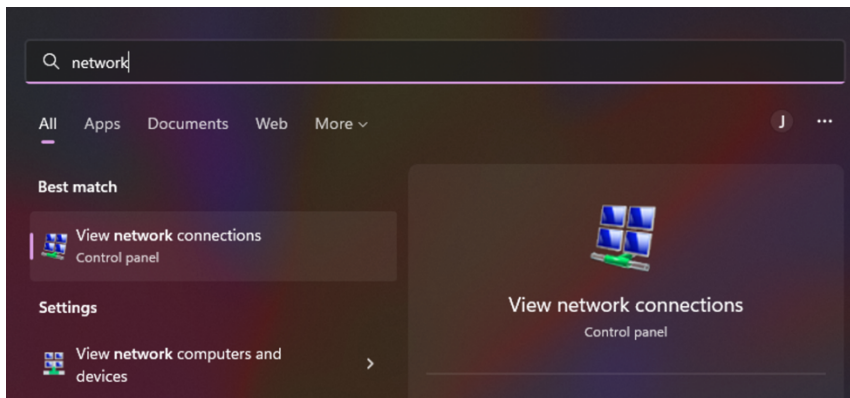 network
All Apps Documents Web More
J
Best match
View network connections
Control panel
Settings
View network computers and
devices
View network connections
Control panel